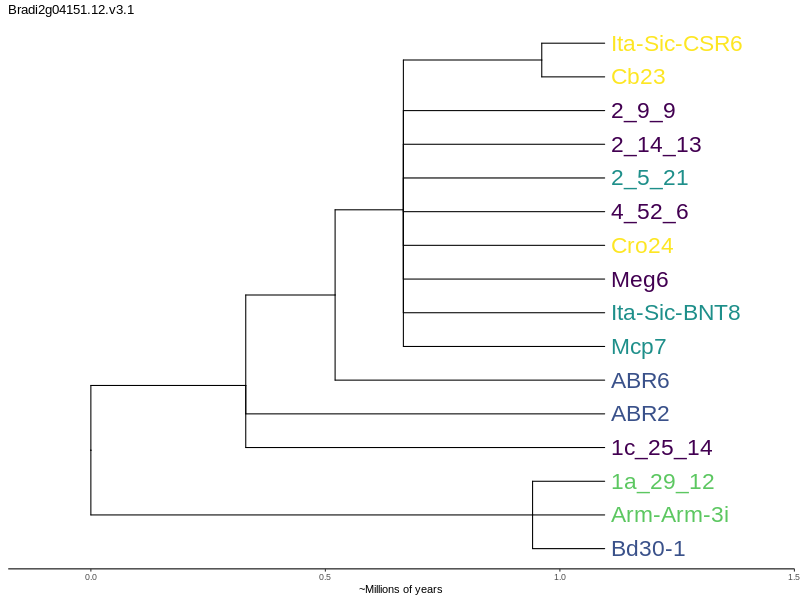 Bradi2g04151.12.v3.1
Ita-Sic-CSR6
Cb23
2_9_9
2_14_13
2_5_21
4_52_6
Cro24
Meg6
Ita-Sic-BNT8
Mcp7
ABR6
ABR2
1c_25_14
1a_29_12
Arm-Arm-3i
Bd30-1
0.0 0.5 1.0 1.5
~Millions of years